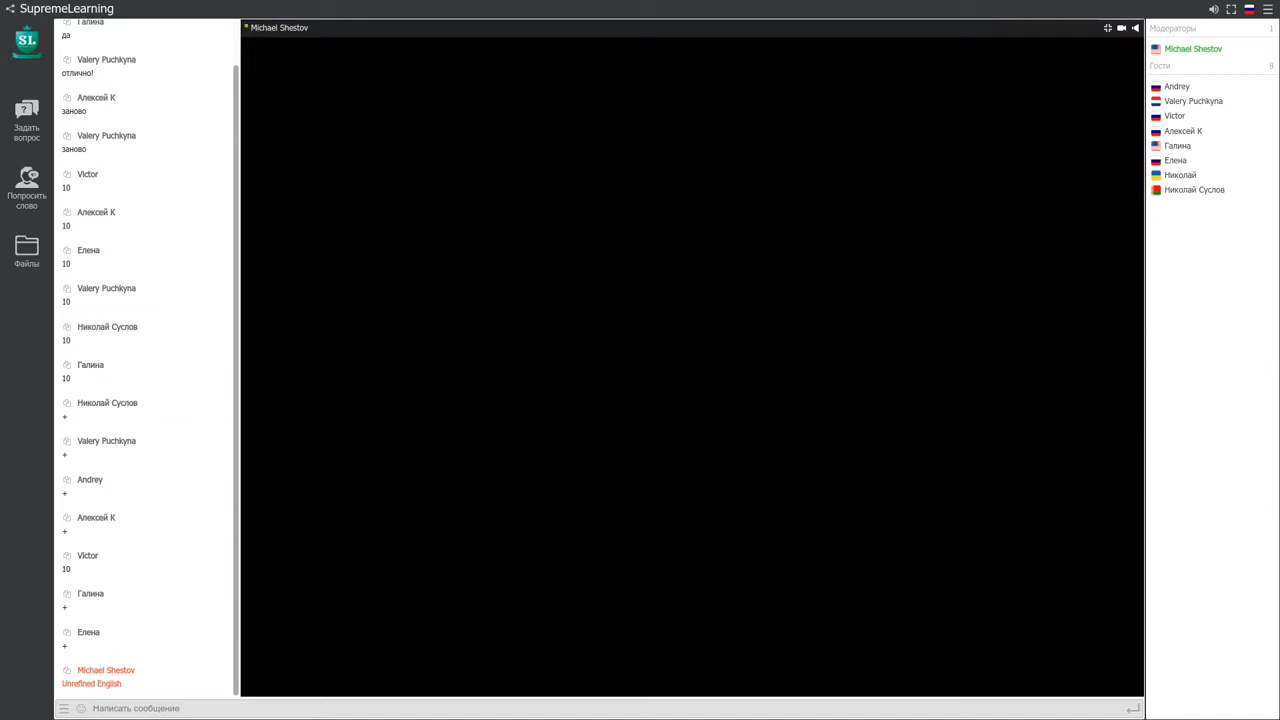 SupremeLearning
SL
Задать
вопрос
Попросить
слово
Файлы
Галина
да
Valery Puchkyna
отлично!
Алексей К
заново
Valery Puchkyna
заново
Victor
10
Алексей К
10
Елена
10
Valery Puchkyna
10
Николай Суслов
10
Галина
10
Николай Суслов
+
Valery Puchkyna
+
Andrey
+
Алексей К
+
Victor
10
Галина
+
Елена
+
Michael Shestov
Unrefined English
Написать сообщение
Michael Shestov
Модераторы 1
Michael Shestov
Гости 8
Andrey
Valery Puchkyna
Victor
Алексей К
Галина
Елена
Николай
Николай Суслов